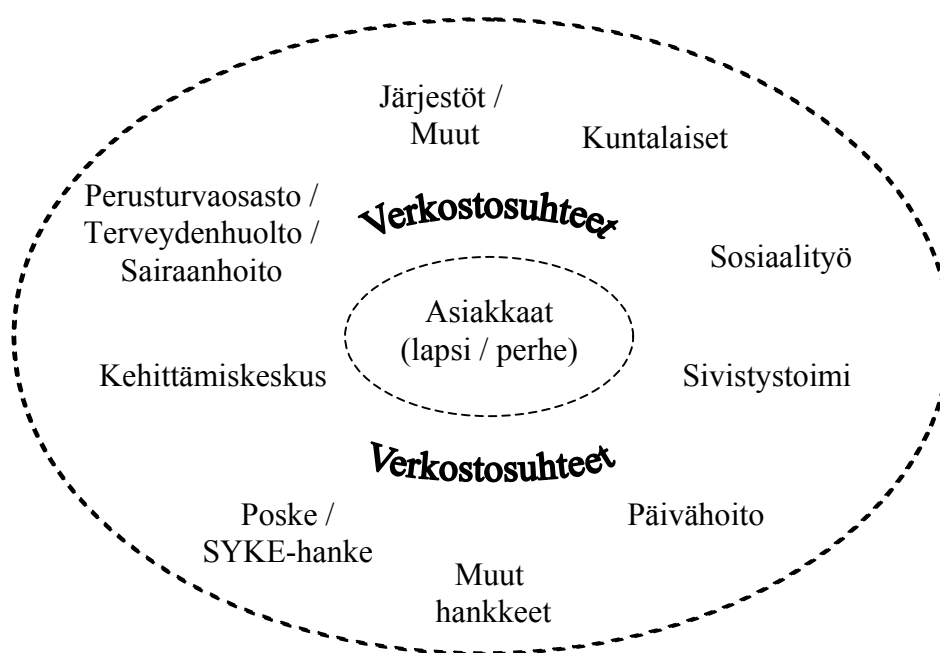 Järjestöt /
Muut
Kuntalaiset
Perusturvaosasto /
Terveydenhuolto /
Sairaanhoito
Verkostosuhteet
Sosiaalityö
Asiakkaat
(lapsi / perhe)
Kehittämiskeskus
Sivistystoimi
Verkostosuhteet
Poske /
SYKE-hanke
Päivähoito
Muut
hankkeet